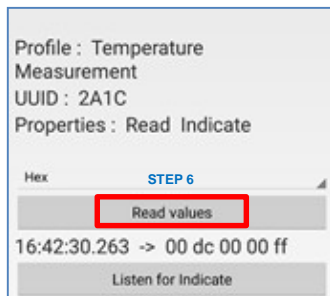 Profile : Temperature
Measurement
UUID : 2A1C
Properties : Read Indicate
Hex
STEP 6
Read values
16:42:30.263 -> 00 dc 00 00 ff
Listen for Indicate